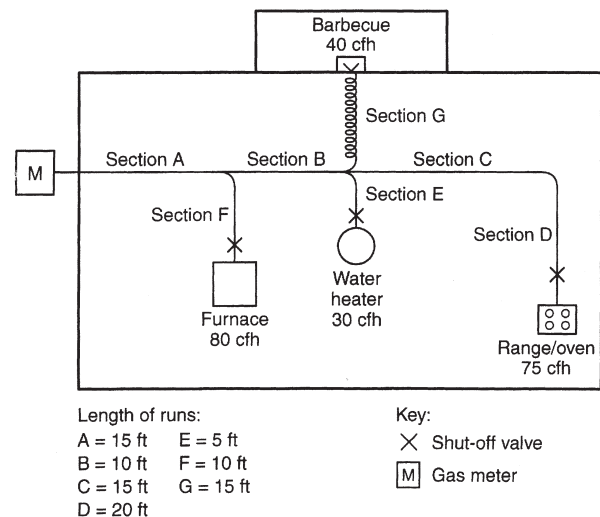 Barbecue
40 cfh
Section G
Section A
Section B
Section C
M
Section E
Section F
Section D
Water
heater
30 cfh
Furnace
80 cfh
Range/oven
75 cfh
Length of runs:
A = 15 ft E = 5 ft
B = 10 ft F = 10 ft
C = 15 ft G = 15 ft
D = 20 ft
Key:
Shut-off valve
M Gas meter